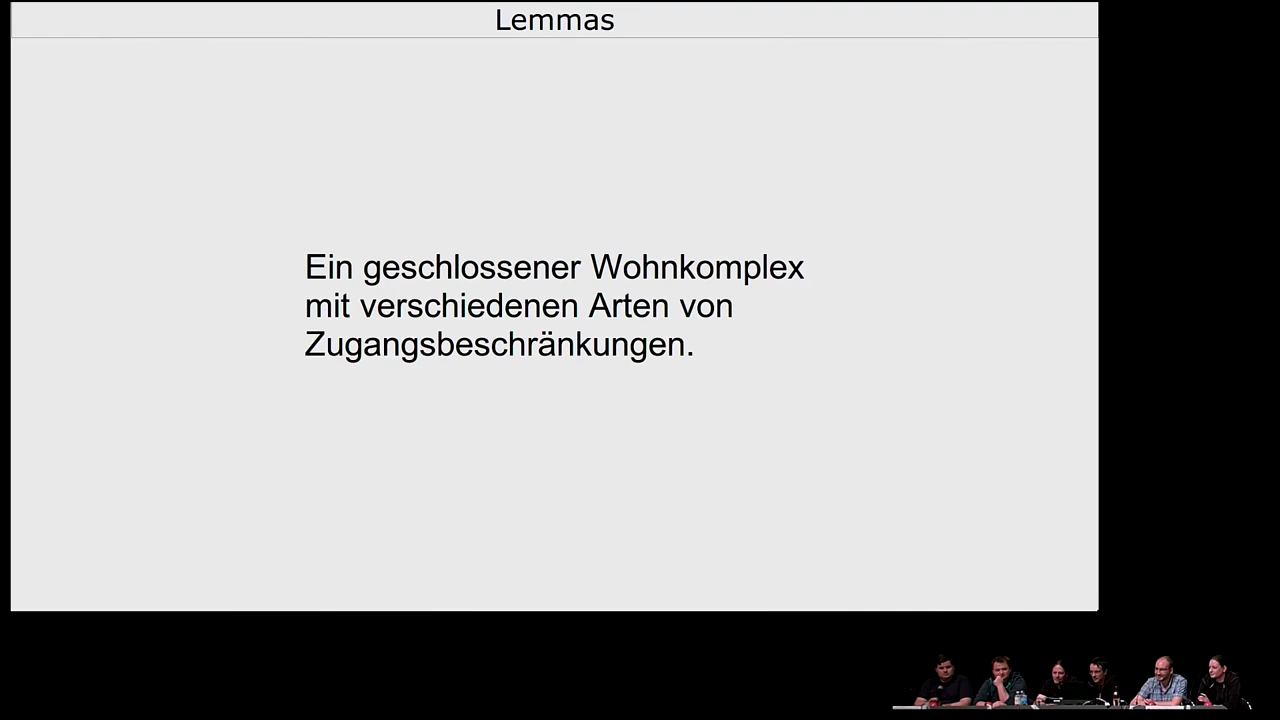 Lemmas
Ein geschlossener Wohnkomplex
mit verschiedenen Arten von
Zugangsbeschränkungen.